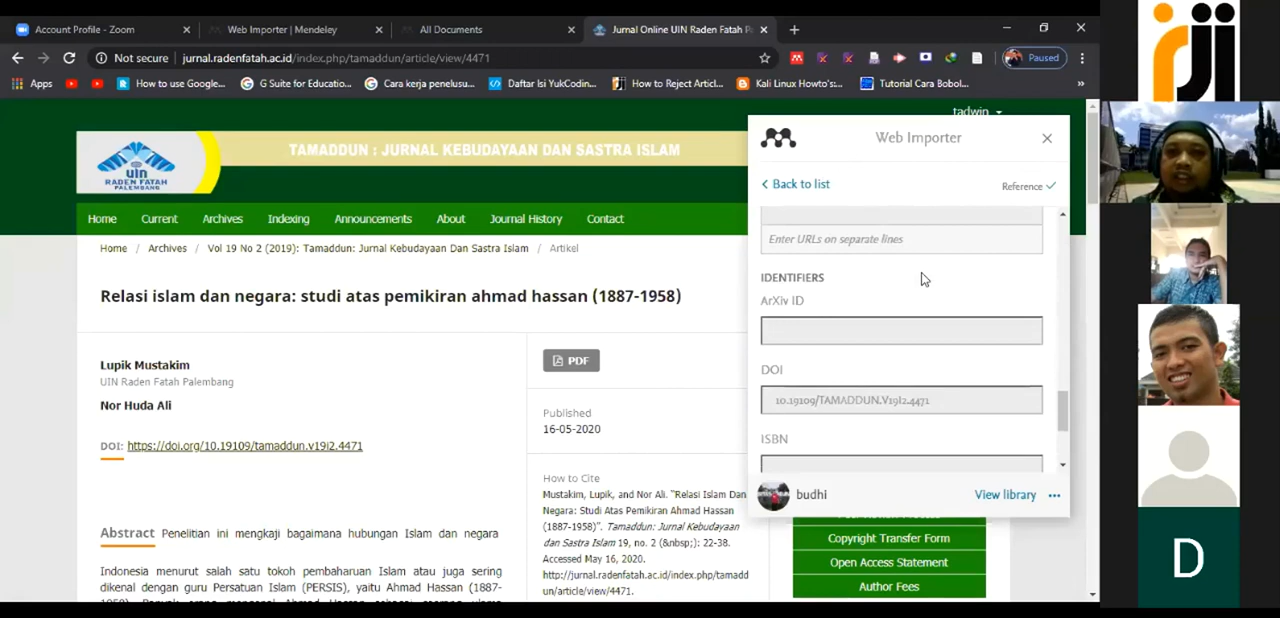 Account Profile - Zoom
Web Importer | Mendeley
All Documents
Jurnal Online UIN Raden Fatah P
Not secure | jurnal.radenfatah.ac.id/index.php/tamaddun/article/view/4471
Paused
Apps
How to use Google...
G Suite for Educatio...
Cara kerja penelusu...
Daftar Isi YukCoding...
How to Reject Articl...
Kali Linux Howto's:...
Tutorial Cara Bobol...
tadwin
uin
RADEN FATAH
PALEMBANG
TAMADDUN : JURNAL KEBUDAYAAN DAN SASTRA ISLAM
Home
Current
Archives
Indexing
Announcements
About
Journal History
Contact
Home
Archives
Vol 19 No 2 (2019): Tamaddun: Jurnal Kebudayaan Dan Sastra Islam
Artikel
Relasi islam dan negara: studi atas pemikiran ahmad hassan (1887-1958)
Lupik Mustakim
UIN Raden Fatah Palembang
Nor Huda Ali
DOI: https://doi.org/10.19109/tamaddun.v19i2.4471
Abstract Penelitian ini mengkaji bagaimana hubungan Islam dan negara
Indonesia menurut salah satu tokoh pembaharuan Islam atau juga sering
dikenal dengan guru Persatuan Islam (PERSIS), yaitu Ahmad Hassan (1887-
PDF
Published
16-05-2020
How to Cite
Mustakim, Lupik, and Nor Ali. "Relasi Islam Dan
Negara: Studi Atas Pemikiran Ahmad Hassan
(1887-1958)". Tamaddun: Jurnal Kebudayaan
dan Sastra Islam 19, no. 2 (&nbsp;): 22-38.
Accessed May 16, 2020.
http://jurnal.radenfatah.ac.id/index.php/tamadd
un/article/view/4471.
Web Importer
Back to list
Reference
Enter URLs on separate lines
IDENTIFIERS
ArXiv ID
DOI
10.19109/TAMADDUN.V19I2.4471
ISBN
budhi
View library
Copyright Transfer Form
Open Access Statement
Author Fees
rji
D